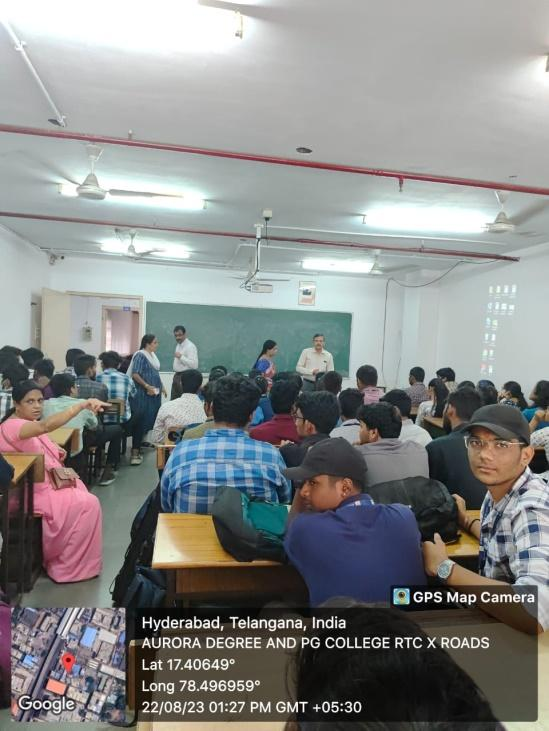 GPS Map Camera
Hyderabad, Telangana, India
AURORA DEGREE AND PG COLLEGE RTC X ROADS
Lat 17.40649°
Long 78.496959°
22/08/23 01:27 PM GMT +05:30
Google